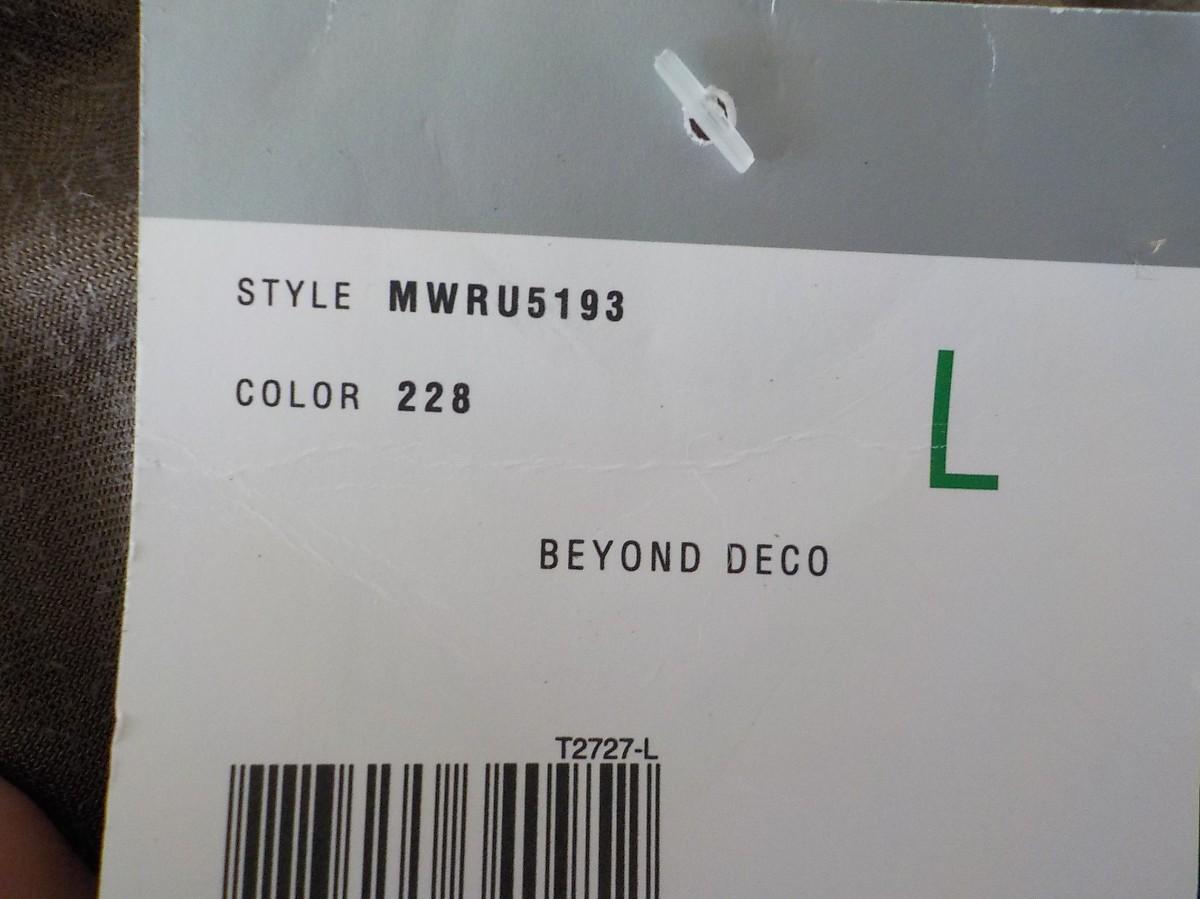 STYLE MWRU5193
COLOR 228
L
BEYOND DECO
T2727-L